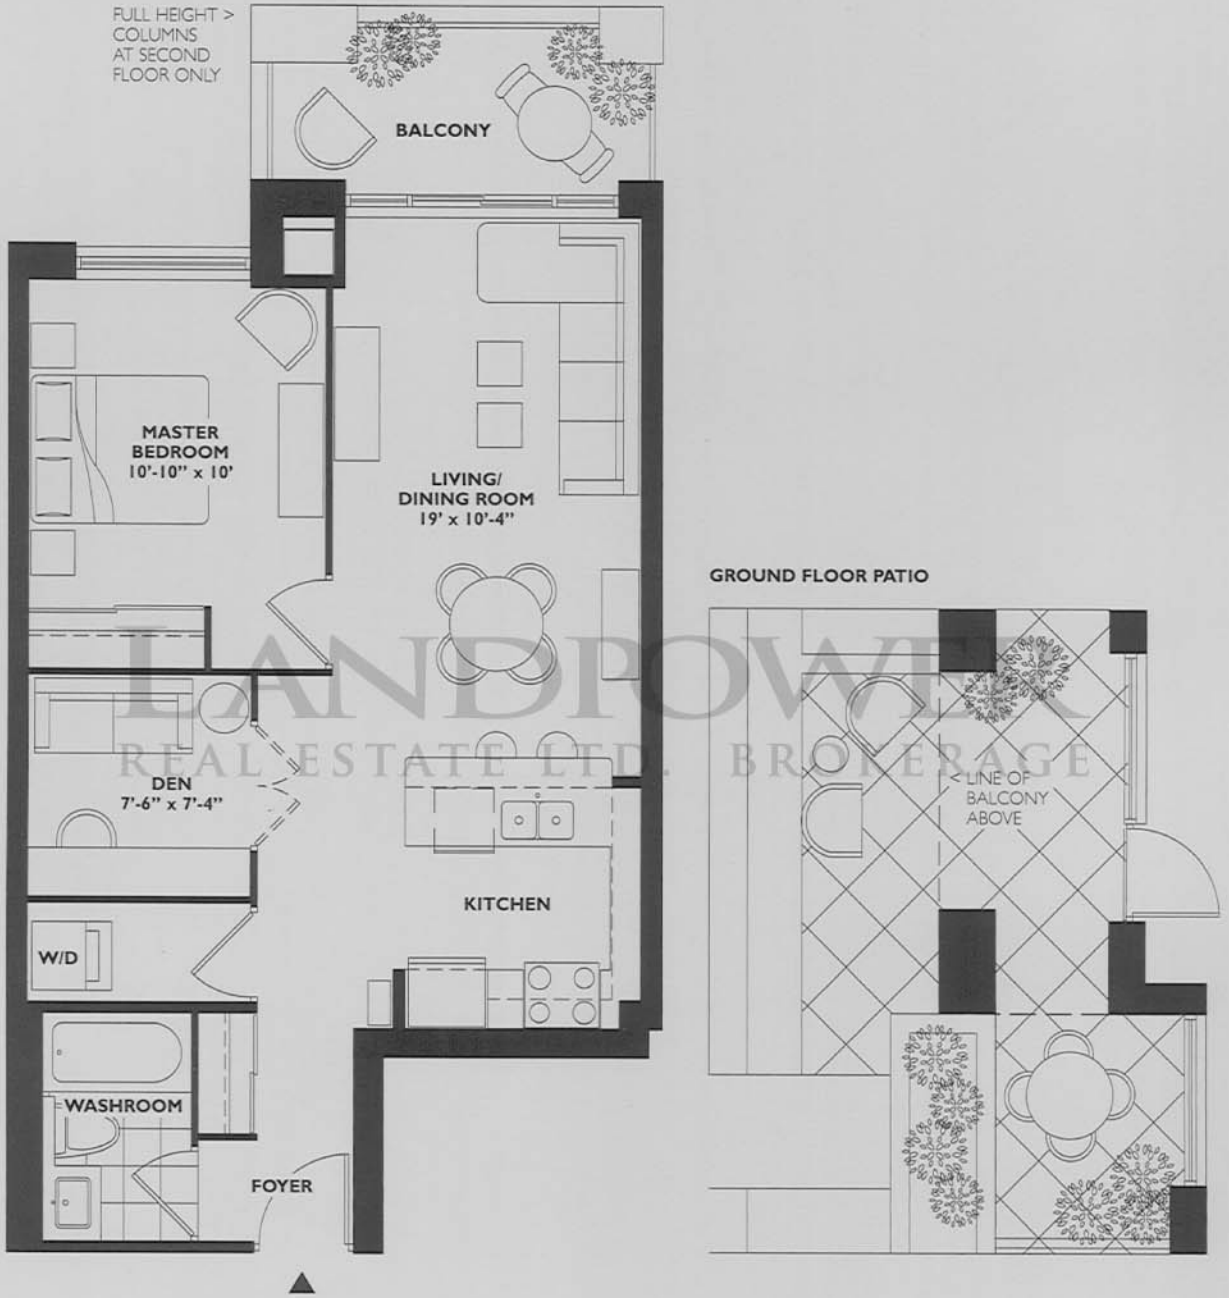 FULL HEIGHT >
COLUMNS
AT SECOND
FLOOR ONLY
BALCONY
MASTER
BEDROOM
10'-10” x 10'
LIVING/
DINING ROOM
19' x 10'-4”
GROUND FLOOR PATIO
LANDPOWER
REAL ESTATE LTD. BROKERAGE
DEN
7'-6” x 7'-4”
< LINE OF
BALCONY
ABOVE
KITCHEN
W/D
WASHROOM
FOYER